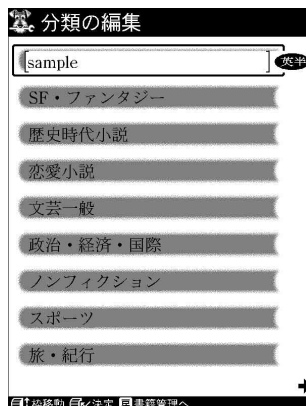 分類の編集
[sample] 英半
SF・ファンタジー
歴史時代小説
恋愛小説
文芸一般
政治・経済・国際
ノンフィクション
スポーツ
旅・紀行
枠移動 決定 書籍管理へ